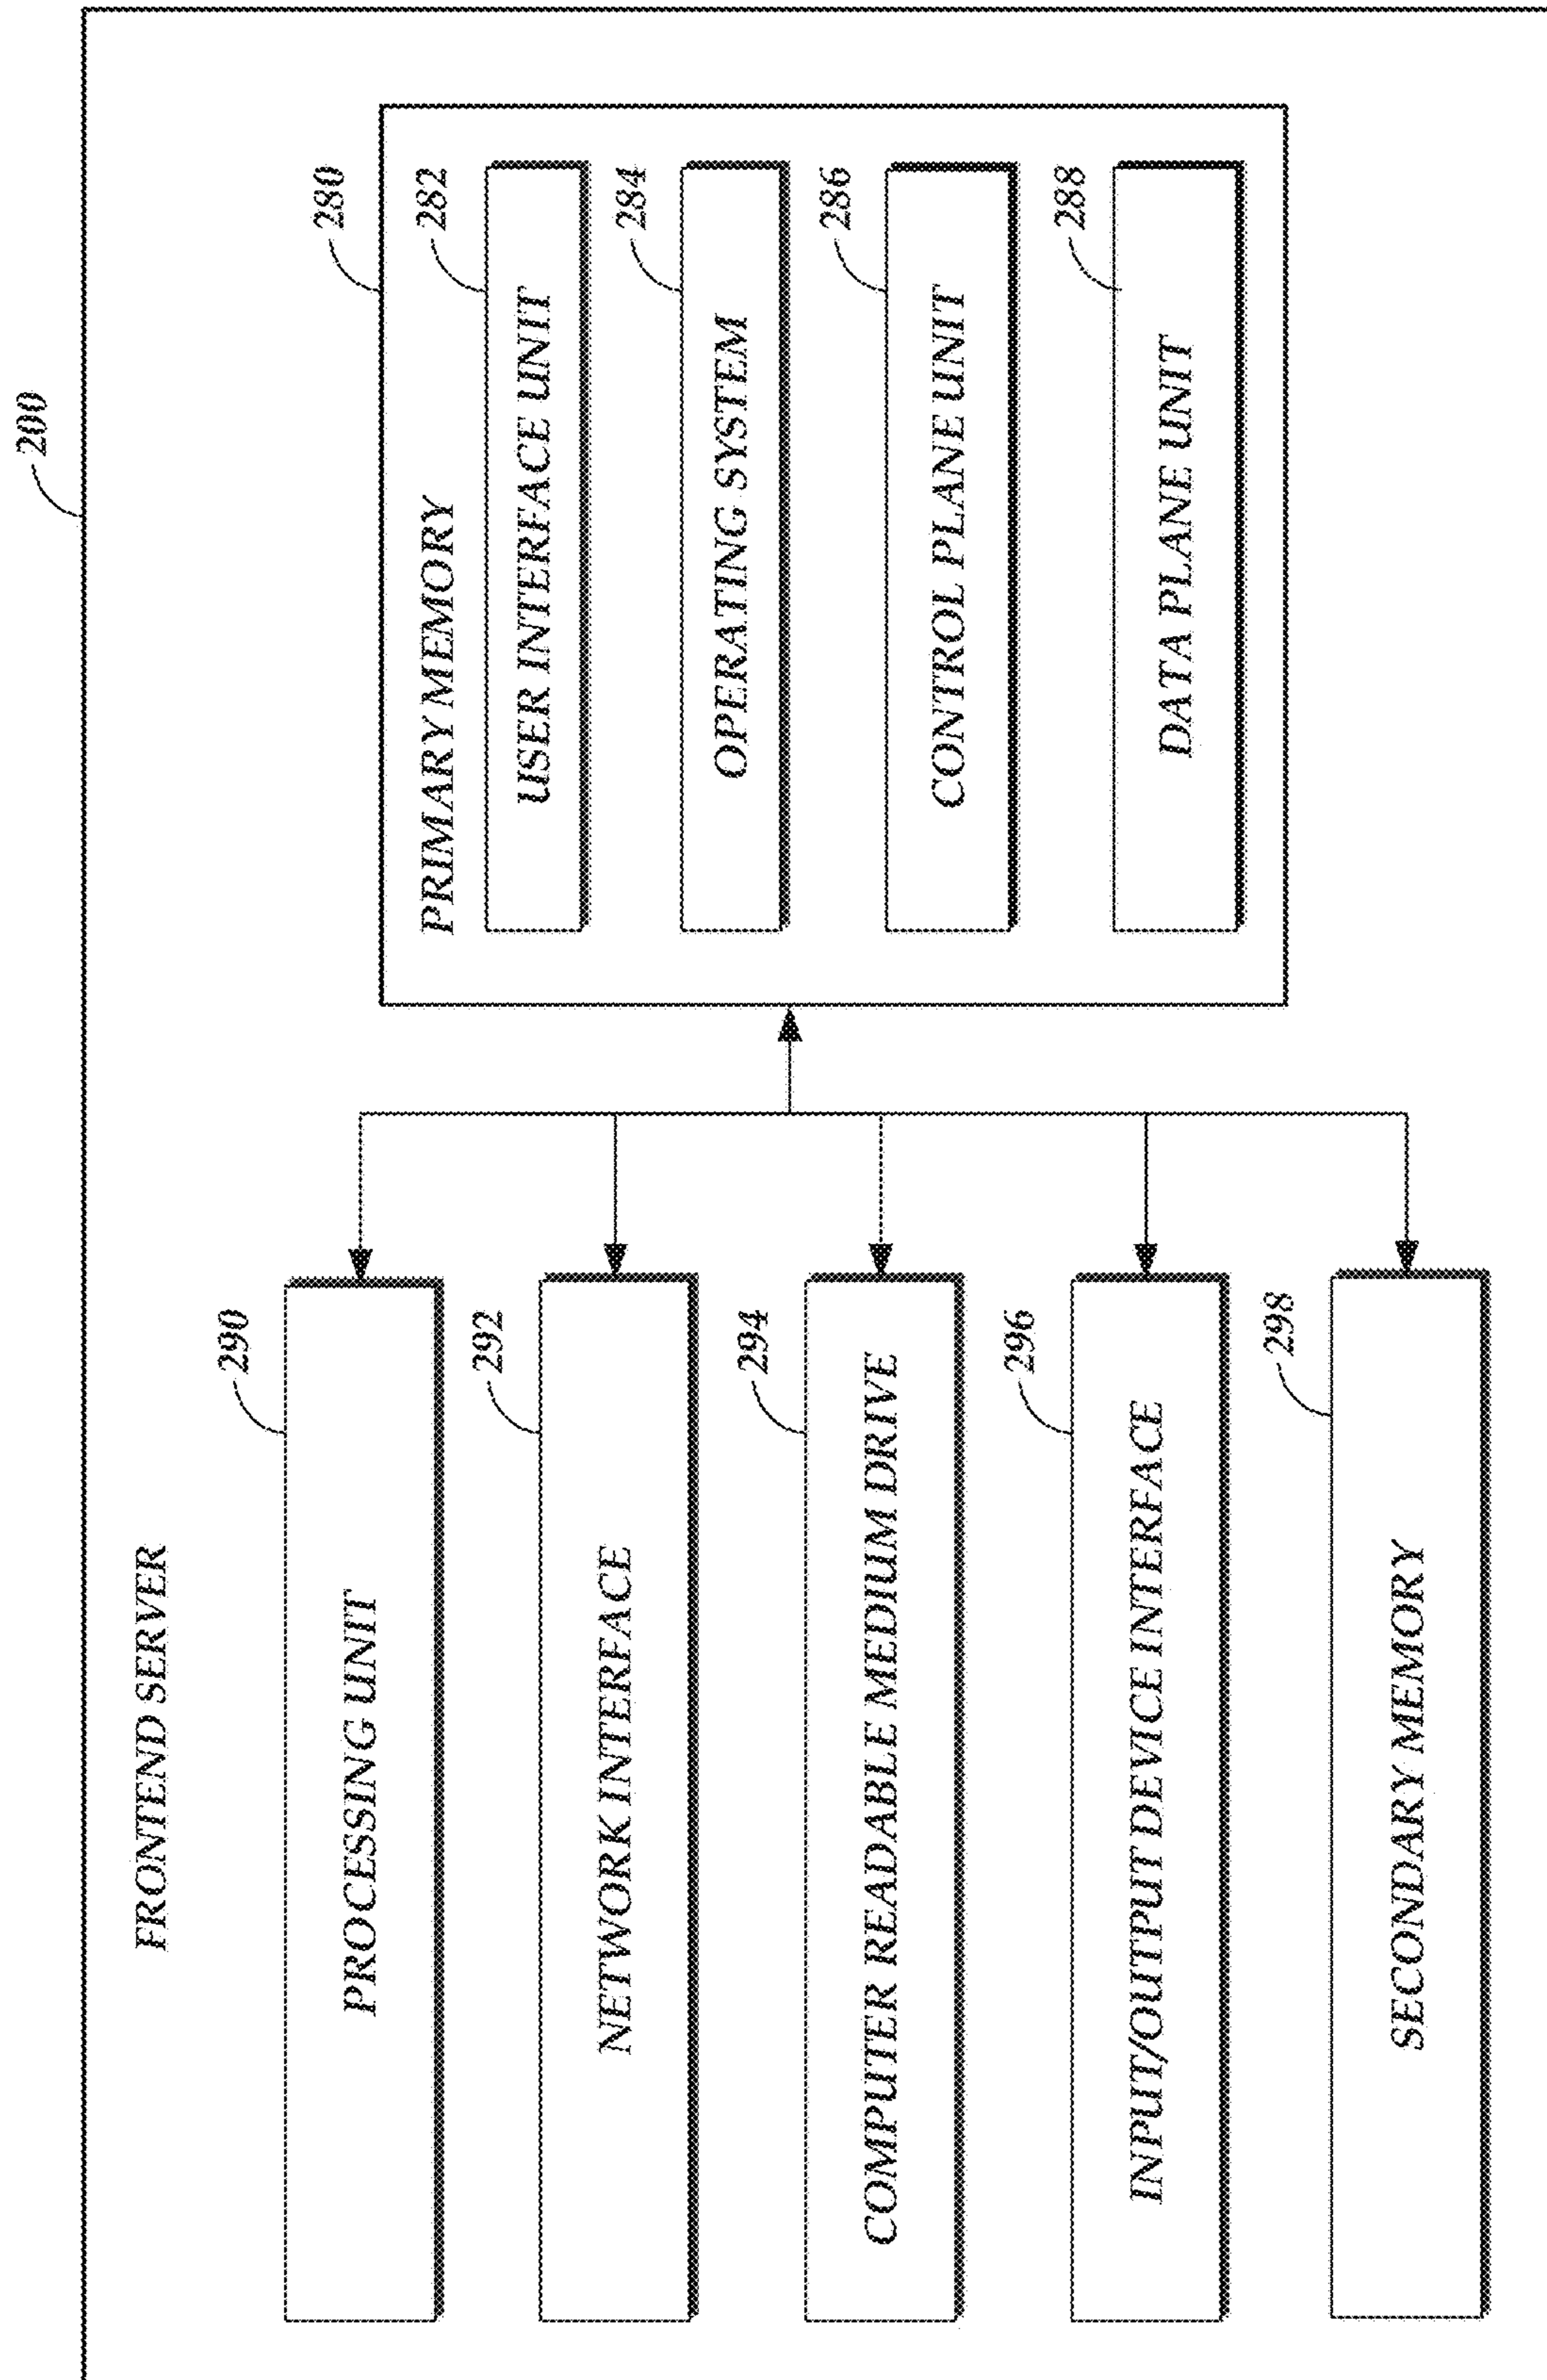 200
FRONTEND SERVER
290
PROCESSING UNIT
292
NETWORK INTERFACE
294
COMPUTER READABLE MEDIUM DRIVE
296
INPUT/OUTPUT DEVICE INTERFACE
298
SECONDARY MEMORY
280
PRIMARY MEMORY
282
USER INTERFACE UNIT
284
OPERATING SYSTEM
286
CONTROL PLANE UNIT
288
DATA PLANE UNIT